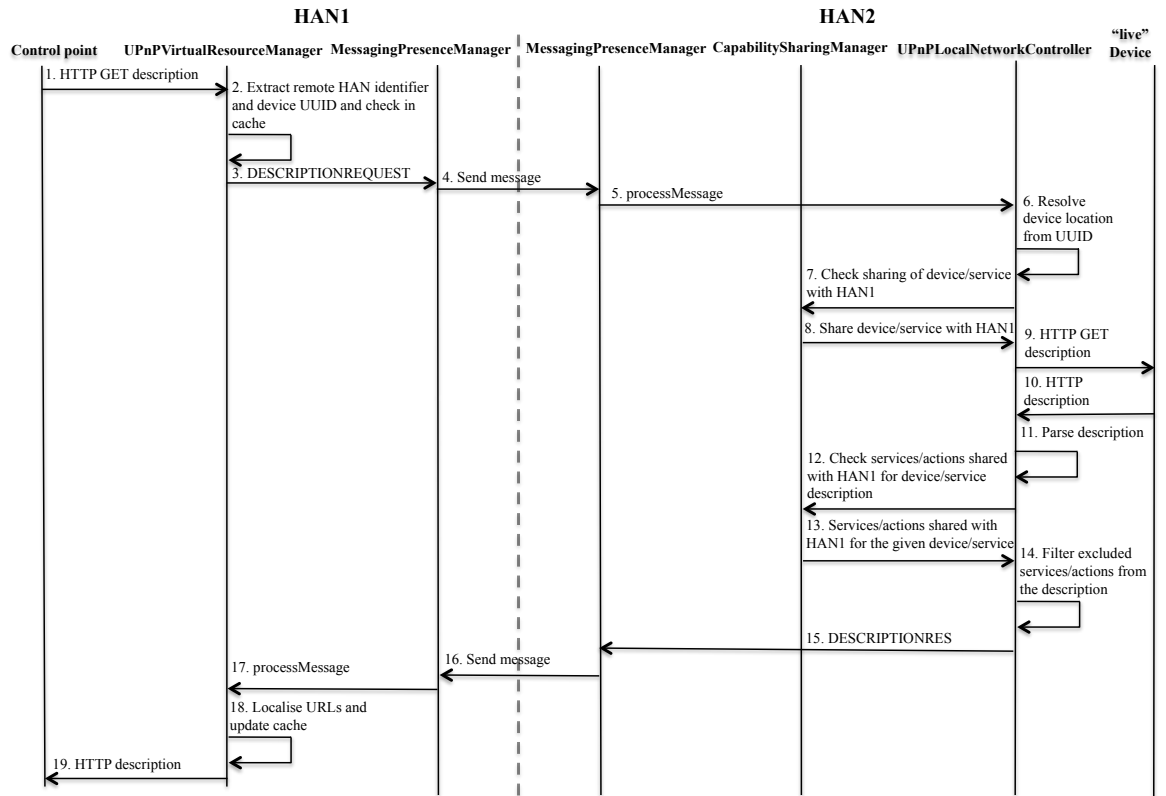 HAN1
HAN2
Control point
UPnPVirtualResourceManager
MessagingPresenceManager
MessagingPresenceManager
CapabilitySharingManager
UPnPLocalNetworkController
“live”
Device
1. HTTP GET description
2. Extract remote HAN identifier
and device UUID and check in
cache
3. DESCRIPTIONREQUEST
4. Send message
5. processMessage
6. Resolve
device location
from UUID
7. Check sharing of device/service
with HAN1
8. Share device/service with HAN1
9. HTTP GET
description
10. HTTP
description
11. Parse description
12. Check services/actions shared
with HAN1 for device/service
description
13. Services/actions shared with
HAN1 for the given device/service
14. Filter excluded
services/actions from
the description
15. DESCRIPTIONRES
16. Send message
17. processMessage
18. Localise URLs and
update cache
19. HTTP description